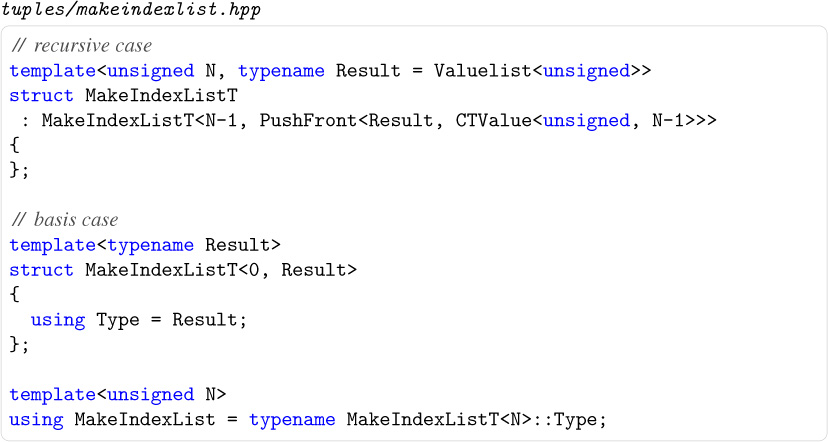 tuples/makeindexlist.hpp
// recursive case
template<unsigned N, typename Result = Valuelist<unsigned>>
struct MakeIndexListT
 : MakeIndexListT<N-1, PushFront<Result, CTValue<unsigned, N-1>>>
{
};
// basis case
template<typename Result>
struct MakeIndexListT<0, Result>
{
  using Type = Result;
};
template<unsigned N>
using MakeIndexList = typename MakeIndexListT<N>::Type;